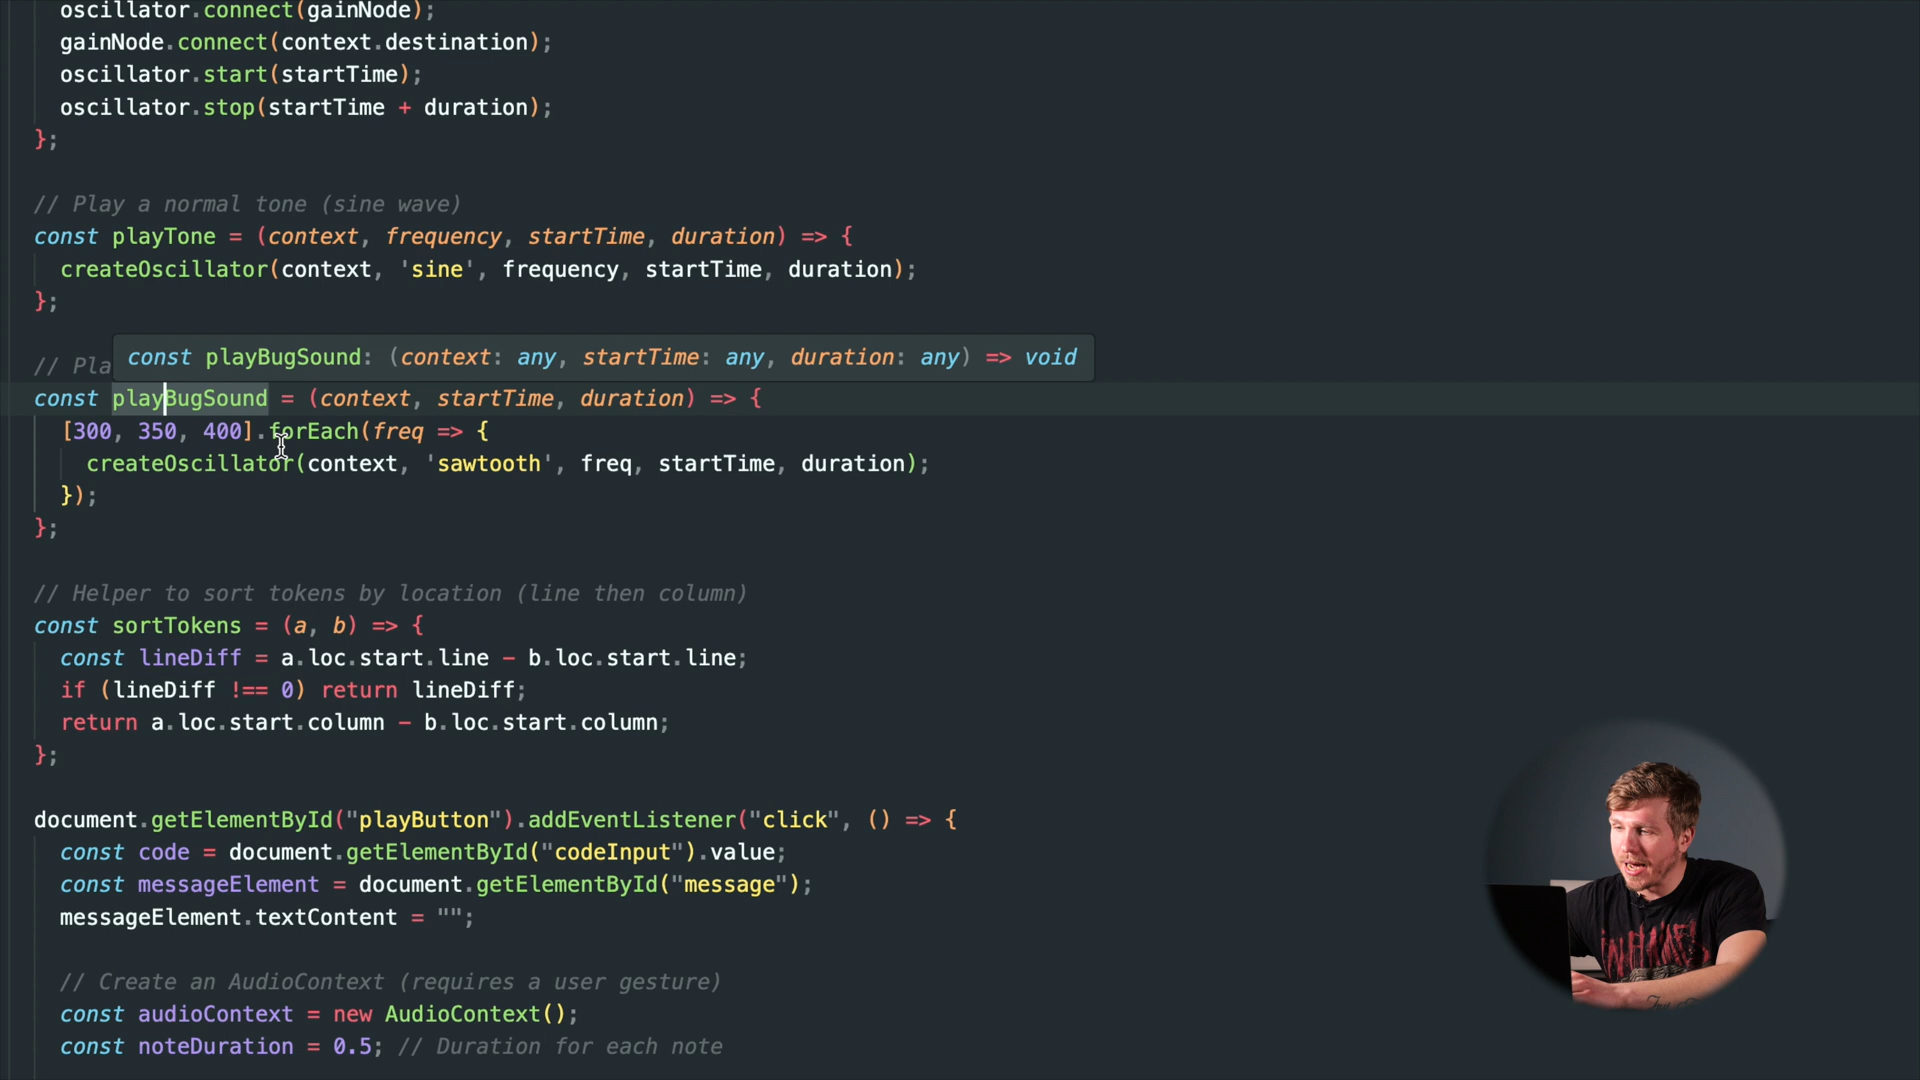 oscillator.connect(gainNode);
gainNode.connect(context.destination);
oscillator.start(startTime);
oscillator.stop(startTime + duration);
};
// Play a normal tone (sine wave)
const playTone = (context, frequency, startTime, duration) => {
createOscillator(context, 'sine', frequency, startTime, duration);
};
const playBugSound: (context: any, startTime: any, duration: any) => void
// Pla
const playBugSound = (context, startTime, duration) => {
[300, 350, 400].forEach(freq => {
createOscillator(context, 'sawtooth', freq, startTime, duration);
});
};
// Helper to sort tokens by location (line then column)
const sortTokens = (a, b) => {
const lineDiff = a.loc.start.line - b.loc.start.line;
if (lineDiff !== 0) return lineDiff;
return a.loc.start.column - b.loc.start.column;
};
document.getElementById("playButton").addEventListener("click", () => {
const code = document.getElementById("codeInput").value;
const messageElement = document.getElementById("message");
messageElement.textContent = "";
// Create an AudioContext (requires a user gesture)
const audioContext = new AudioContext();
const noteDuration = 0.5; // Duration for each note